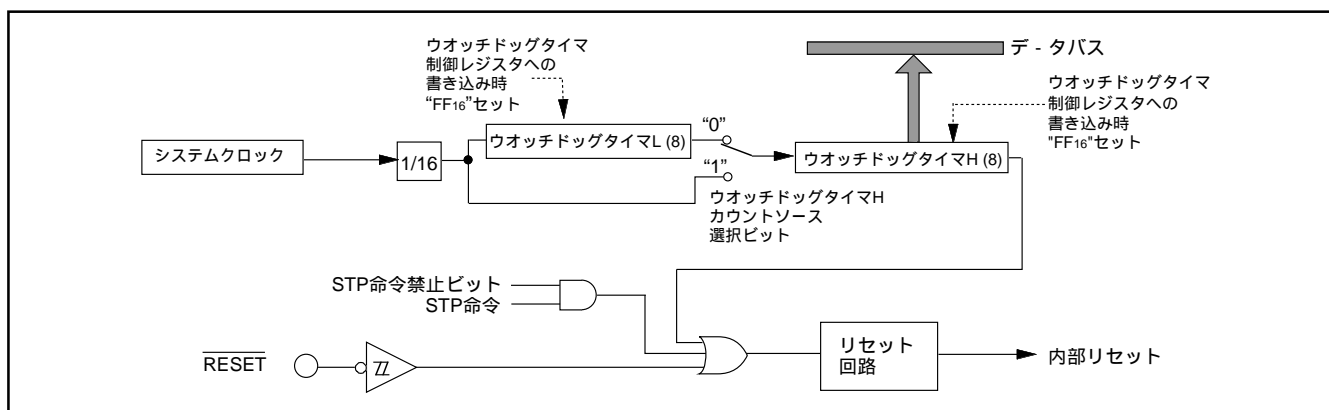 ウオッチドッグタイマ
制御レジスタへの
書き込み時
“FF16”セット
デ - タバス
ウオッチドッグタイマ
制御レジスタへの
書き込み時
"FF16"セット
システムクロック
1/16
ウオッチドッグタイマL (8)
“0”
“1”
ウオッチドッグタイマH (8)
ウオッチドッグタイマH
カウントソース
選択ビット
STP命令禁止ビット
STP命令
RESET
リセット
回路
内部リセット